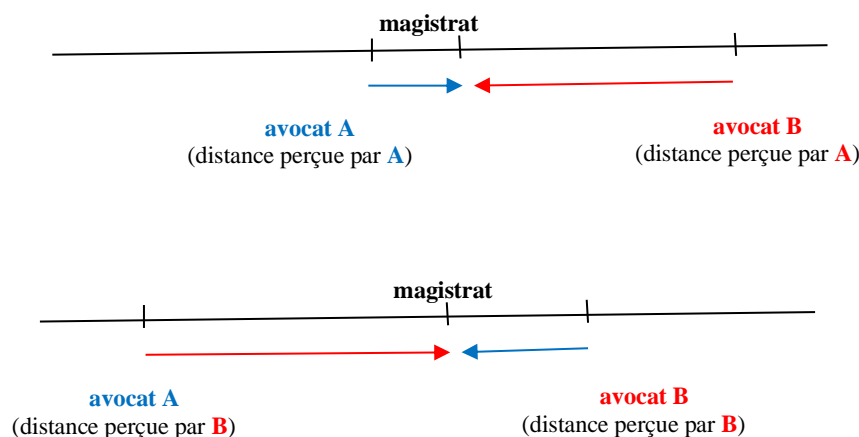 magistrat
avocat A
(distance perçue par A)
avocat B
(distance perçue par A)
magistrat
avocat A
(distance perçue par B)
avocat B
(distance perçue par B)